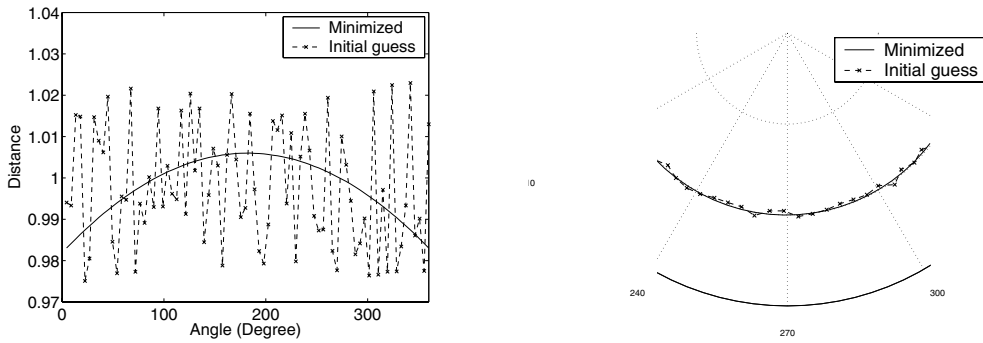 1.04
1.03
1.02
1.01
1
0.99
0.98
0.97
Distance
0
100
200
300
Angle (Degree)
Minimized
Initial guess
Minimized
Initial guess
240
270
300